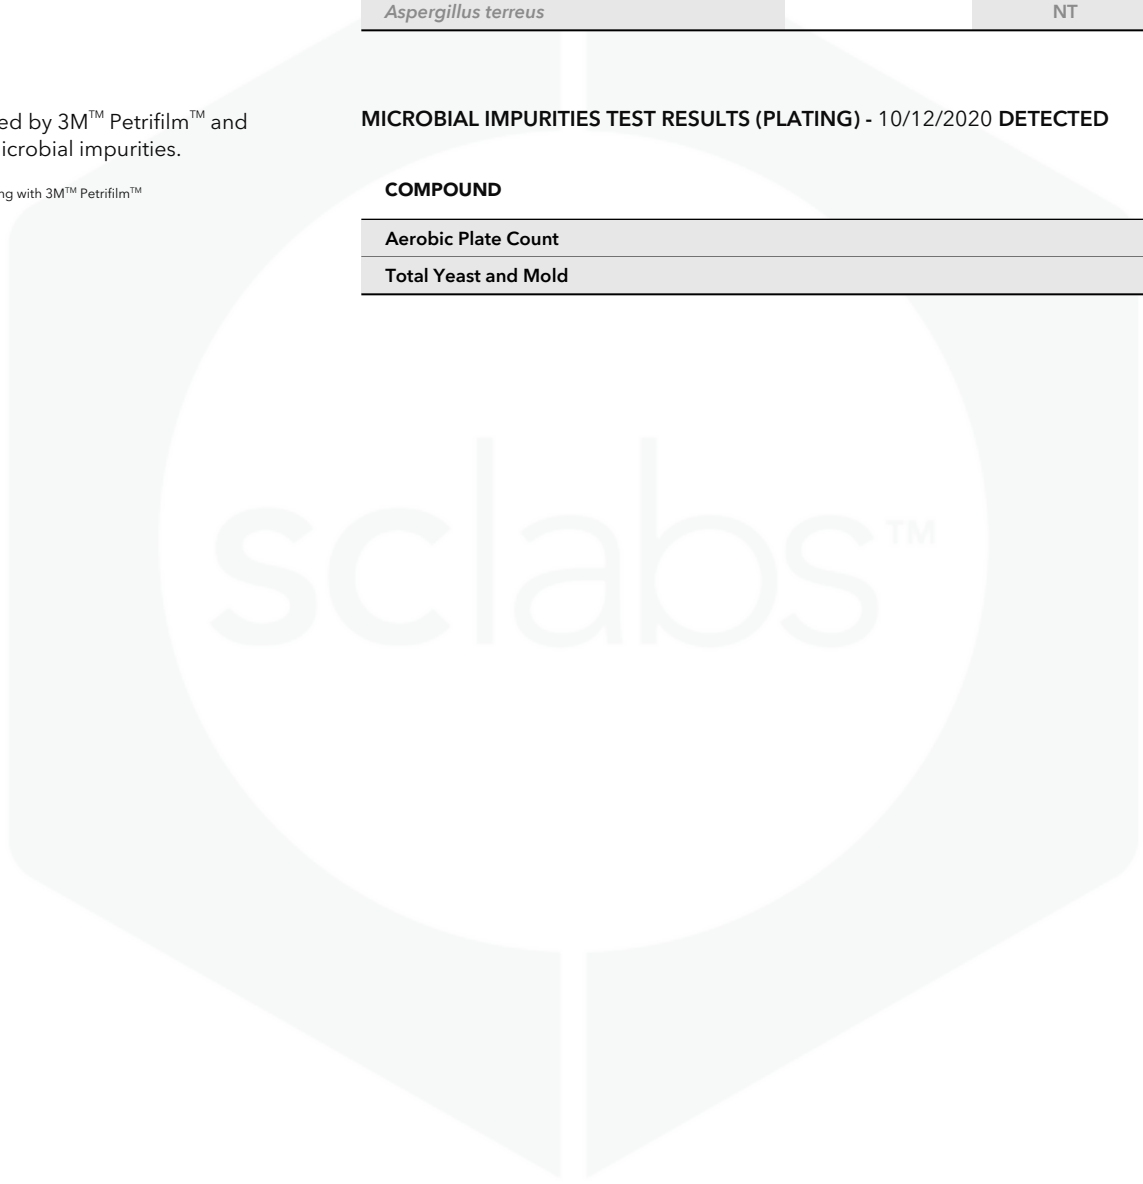 Aspergillus terreus NT
ed by 3M™ Petrifilm™ and
icrobial impurities.
ng with 3M™ Petrifilm™
MICROBIAL IMPURITIES TEST RESULTS (PLATING) - 10/12/2020 DETECTED
COMPOUND
Aerobic Plate Count
Total Yeast and Mold
sclabs™